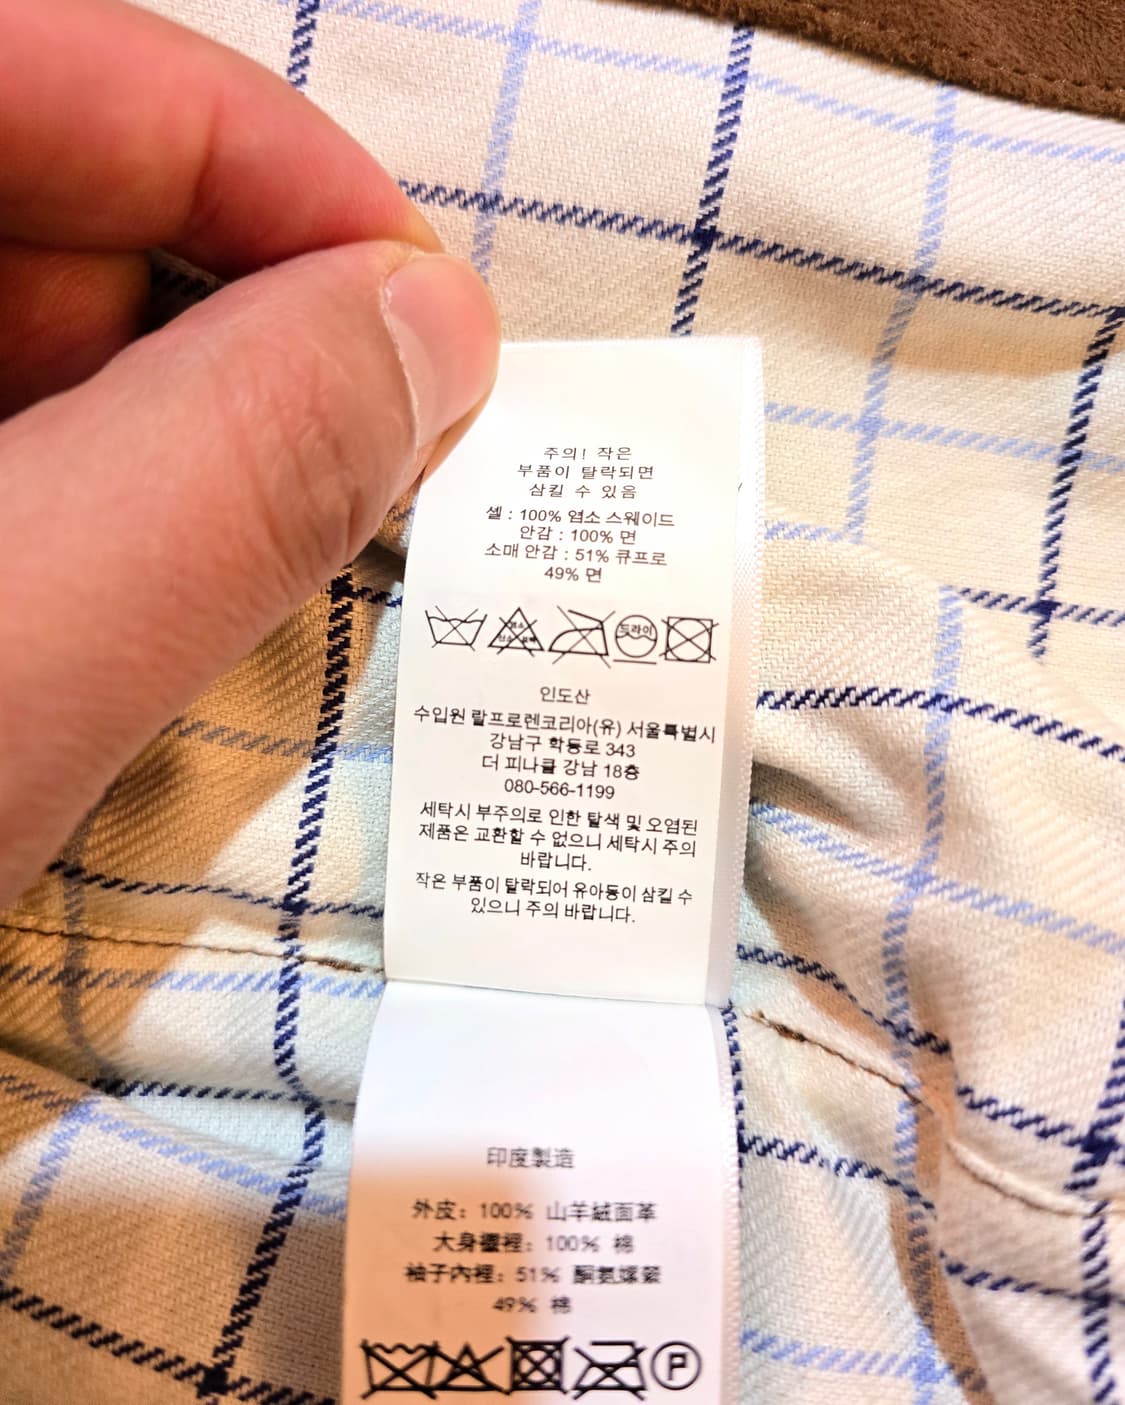 주의! 작은
부품이 탈락되면
삼킬 수 있음
셸 : 100% 염소 스웨이드
안감 : 100% 면
소매 안감 : 51% 큐프로
49% 면
드라이
인도산
수입원 랄프로렌코리아(유) 서울특별시
강남구 학동로 343
더 피나클 강남 18층
080-566-1199
세탁시 부주의로 인한 탈색 및 오염된
제품은 교환할 수 없으니 세탁시 주의
바랍니다.
작은 부품이 탈락되어 유아동이 삼킬 수
있으니 주의 바랍니다.
印度製造
外皮: 100% 山羊絨面革
大身襯裡: 100% 棉
袖子內裡: 51% 酮氨嫘縈
49% 棉
P